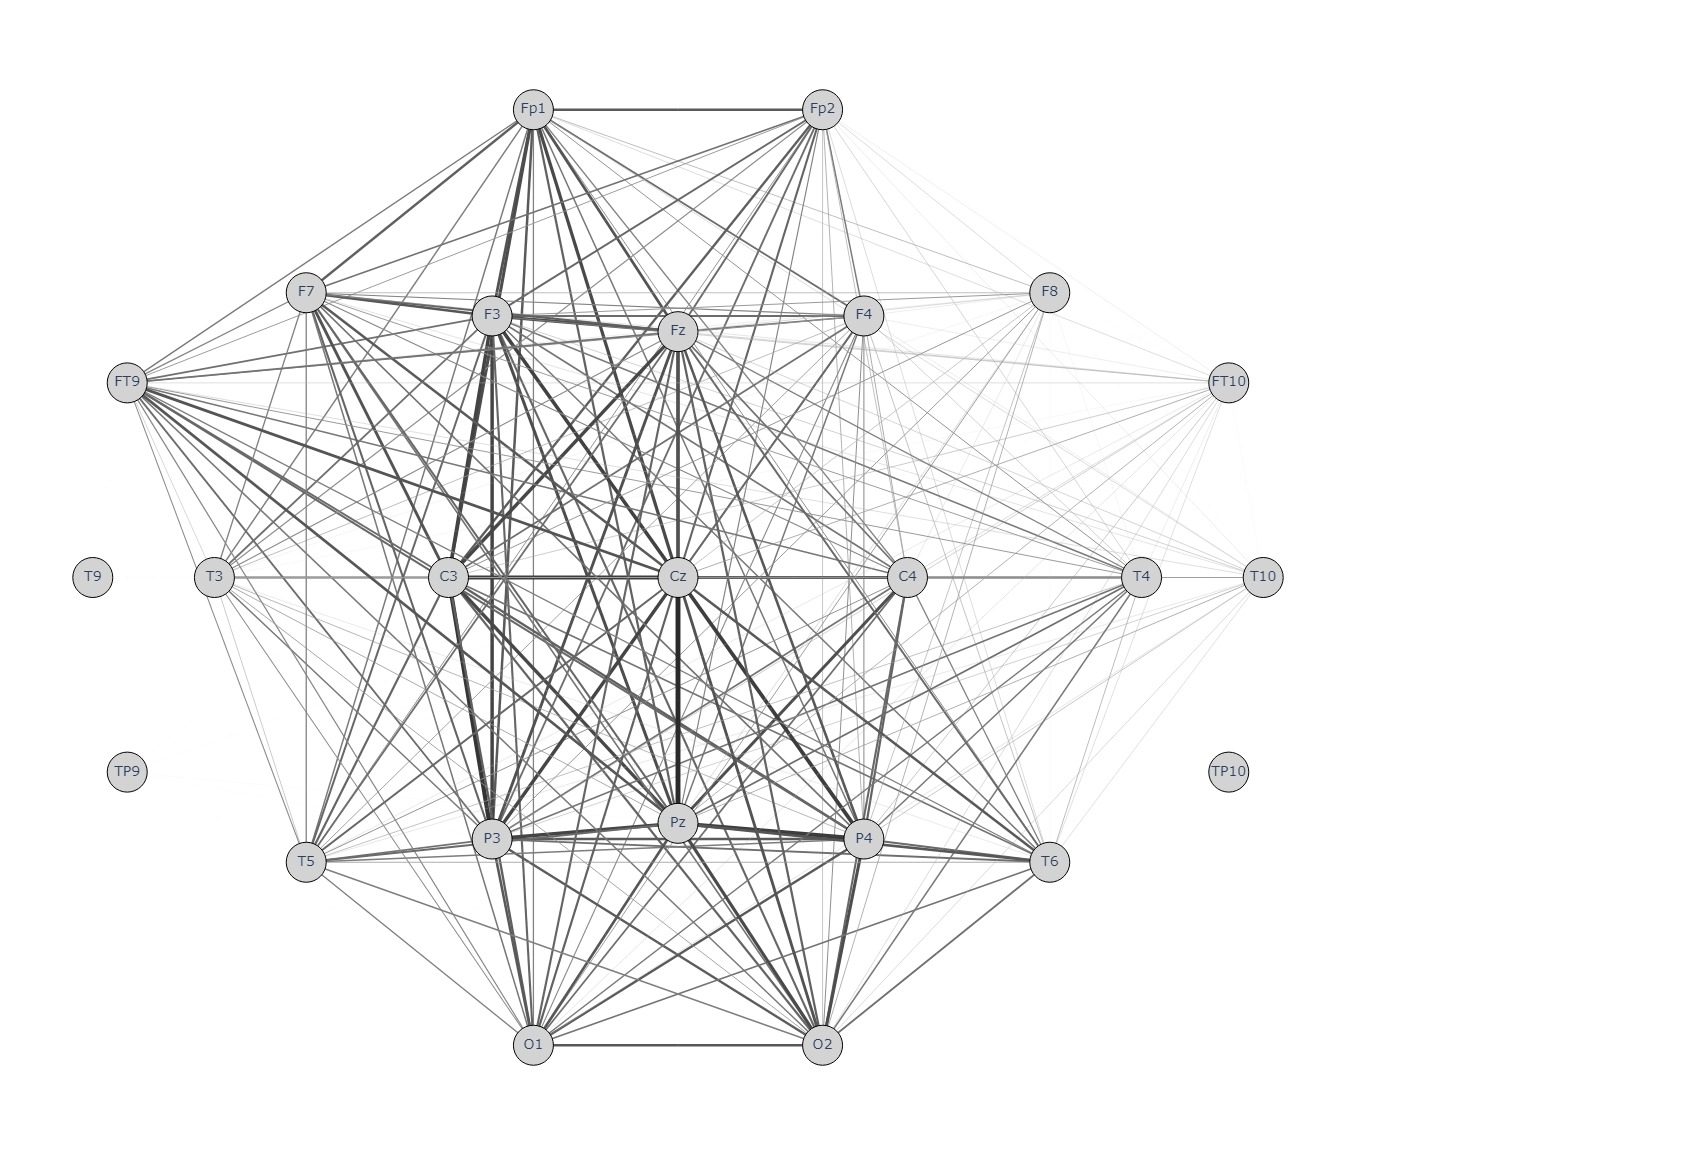 Fp1 Fp2
F7 F3 Fz F4 F8
FT9 FT10
T9 T3 C3 Cz C4 T4 T10
TP9 TP10
T5 P3 Pz P4 T6
O1 O2